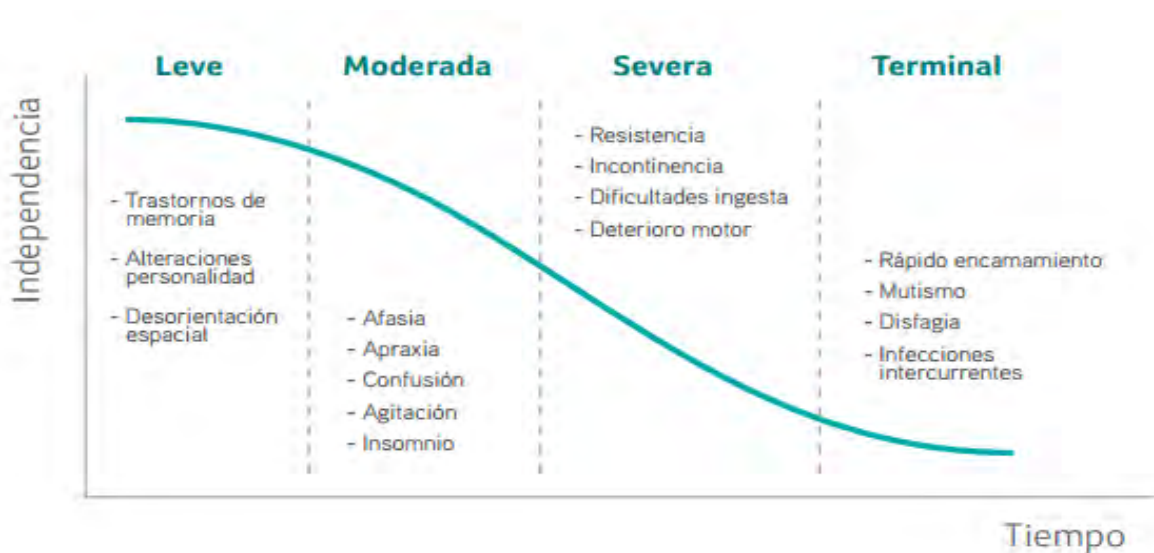 Leve
Moderada
Severa
Terminal
Independencia
- Trastornos de
memoria
- Alteraciones
personalidad
- Desorientación
espacial
- Afasia
- Apraxia
- Confusión
- Agitación
- Insomnio
- Resistencia
- Incontinencia
- Dificultades ingesta
- Deterioro motor
- Rápido encamamiento
- Mutismo
- Disfagia
- Infecciones
intercurrentes
Tiempo